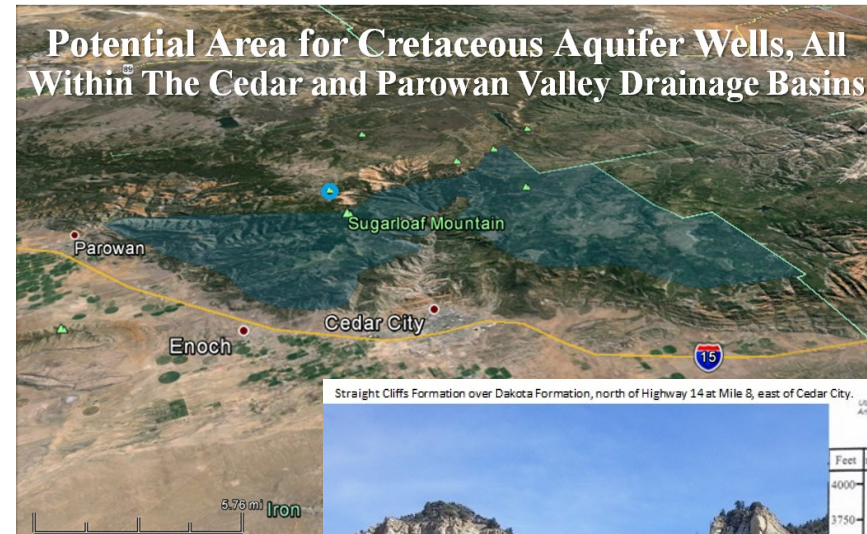 Potential Area for Cretaceous Aquifer Wells, All
Within The Cedar and Parowan Valley Drainage Basins
89
Sugarloaf Mountain
Parowan
Cedar City
Enoch
15
Straight Cliffs Formation over Dakota Formation, north of Highway 14 at Mile 8, east of Cedar City.
Feet
4000
3750
5.76 mi
Iron